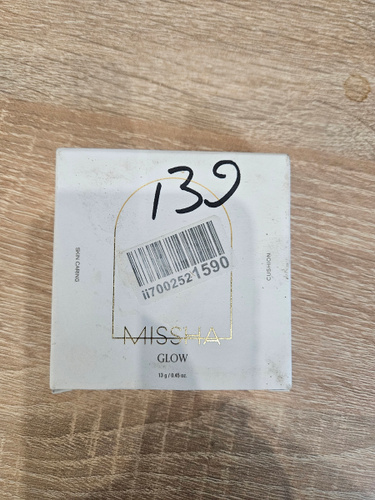 139
SKIN CARING
CUSHION
ii7002521590
MISSHA
GLOW
13 g / 0.45 oz.